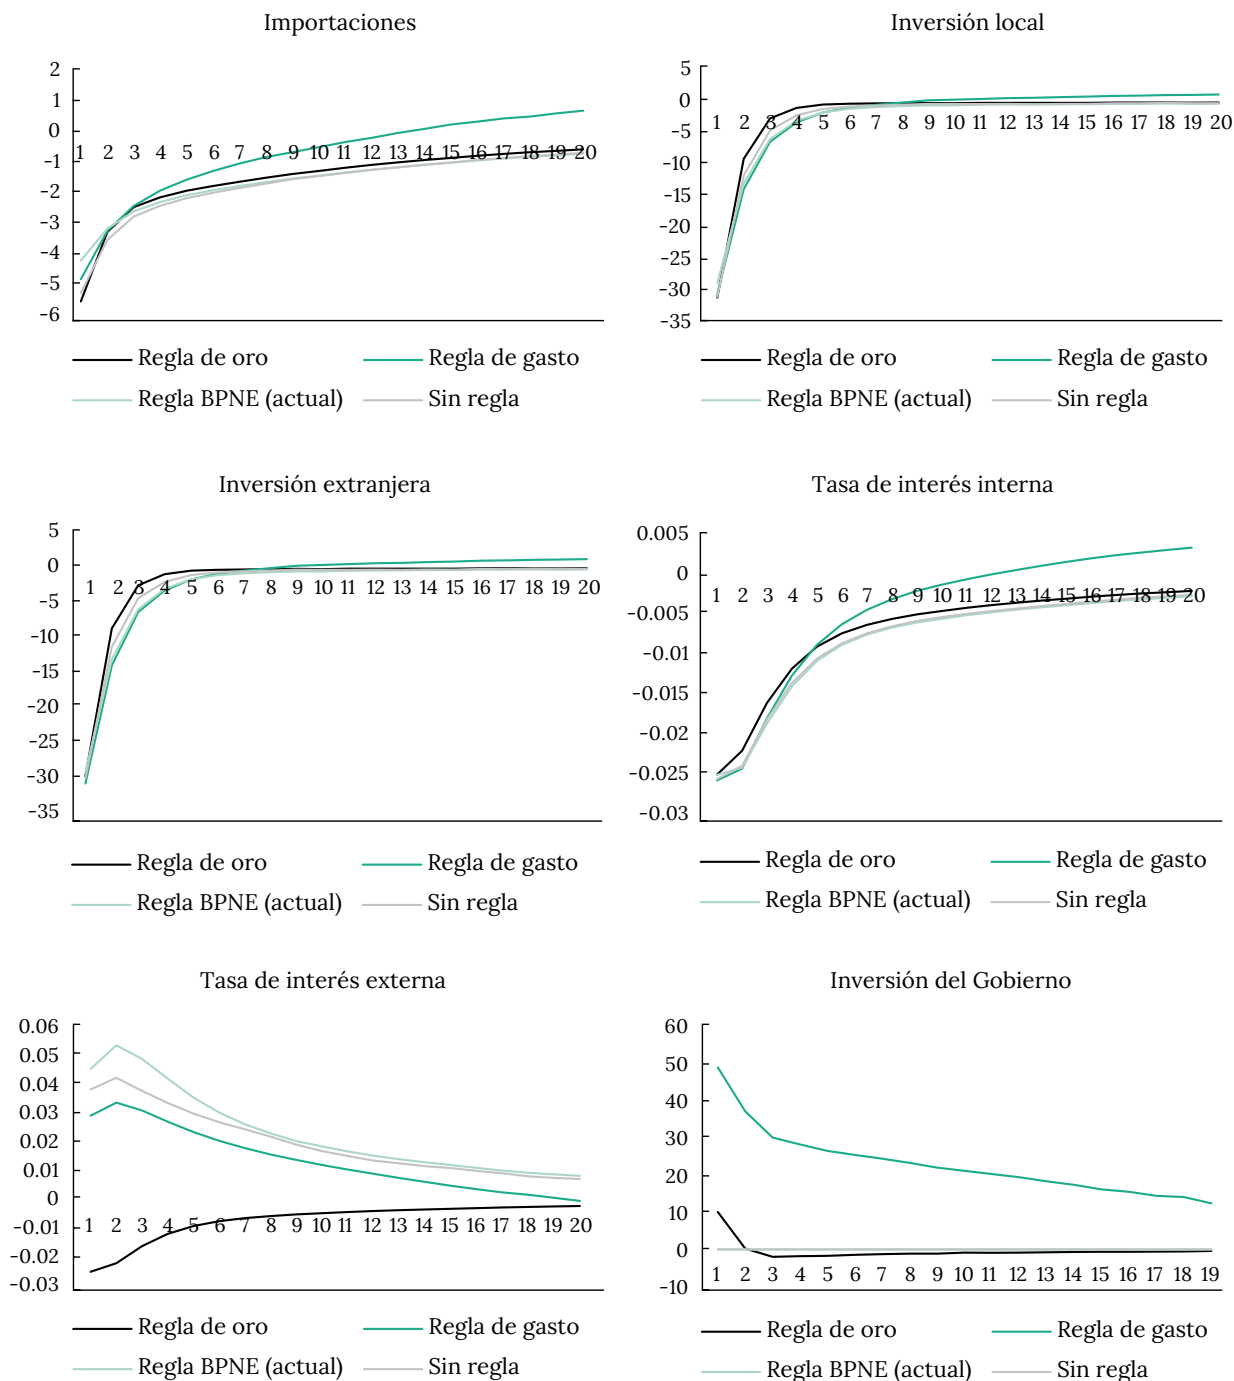 Importaciones
2
1
0
-1
-2
-3
-4
-5
-6
1 2 3 4 5 6 7 8 9 10 11 12 13 14 15 16 17 18 19 20
Regla de oro Regla de gasto
Regla BPNE (actual) Sin regla
Inversión local
5
0
-5
-10
-15
-20
-25
-30
-35
1 2 3 4 5 6 7 8 9 10 11 12 13 14 15 16 17 18 19 20
Regla de oro Regla de gasto
Regla BPNE (actual) Sin regla
Inversión extranjera
5
0
-5
-10
-15
-20
-25
-30
-35
1 2 3 4 5 6 7 8 9 10 11 12 13 14 15 16 17 18 19 20
Regla de oro Regla de gasto
Regla BPNE (actual) Sin regla
Tasa de interés interna
0.005
0
-0.005
-0.01
-0.015
-0.02
-0.025
-0.03
1 2 3 4 5 6 7 8 9 10 11 12 13 14 15 16 17 18 19 20
Regla de oro Regla de gasto
Regla BPNE (actual) Sin regla
Tasa de interés externa
0.06
0.05
0.04
0.03
0.02
0.01
0
-0.01
-0.02
-0.03
1 2 3 4 5 6 7 8 9 10 11 12 13 14 15 16 17 18 19 20
Regla de oro Regla de gasto
Regla BPNE (actual) Sin regla
Inversión del Gobierno
60
50
40
30
20
10
0
-10
1 2 3 4 5 6 7 8 9 10 11 12 13 14 15 16 17 18 19
Regla de oro Regla de gasto
Regla BPNE (actual) Sin regla